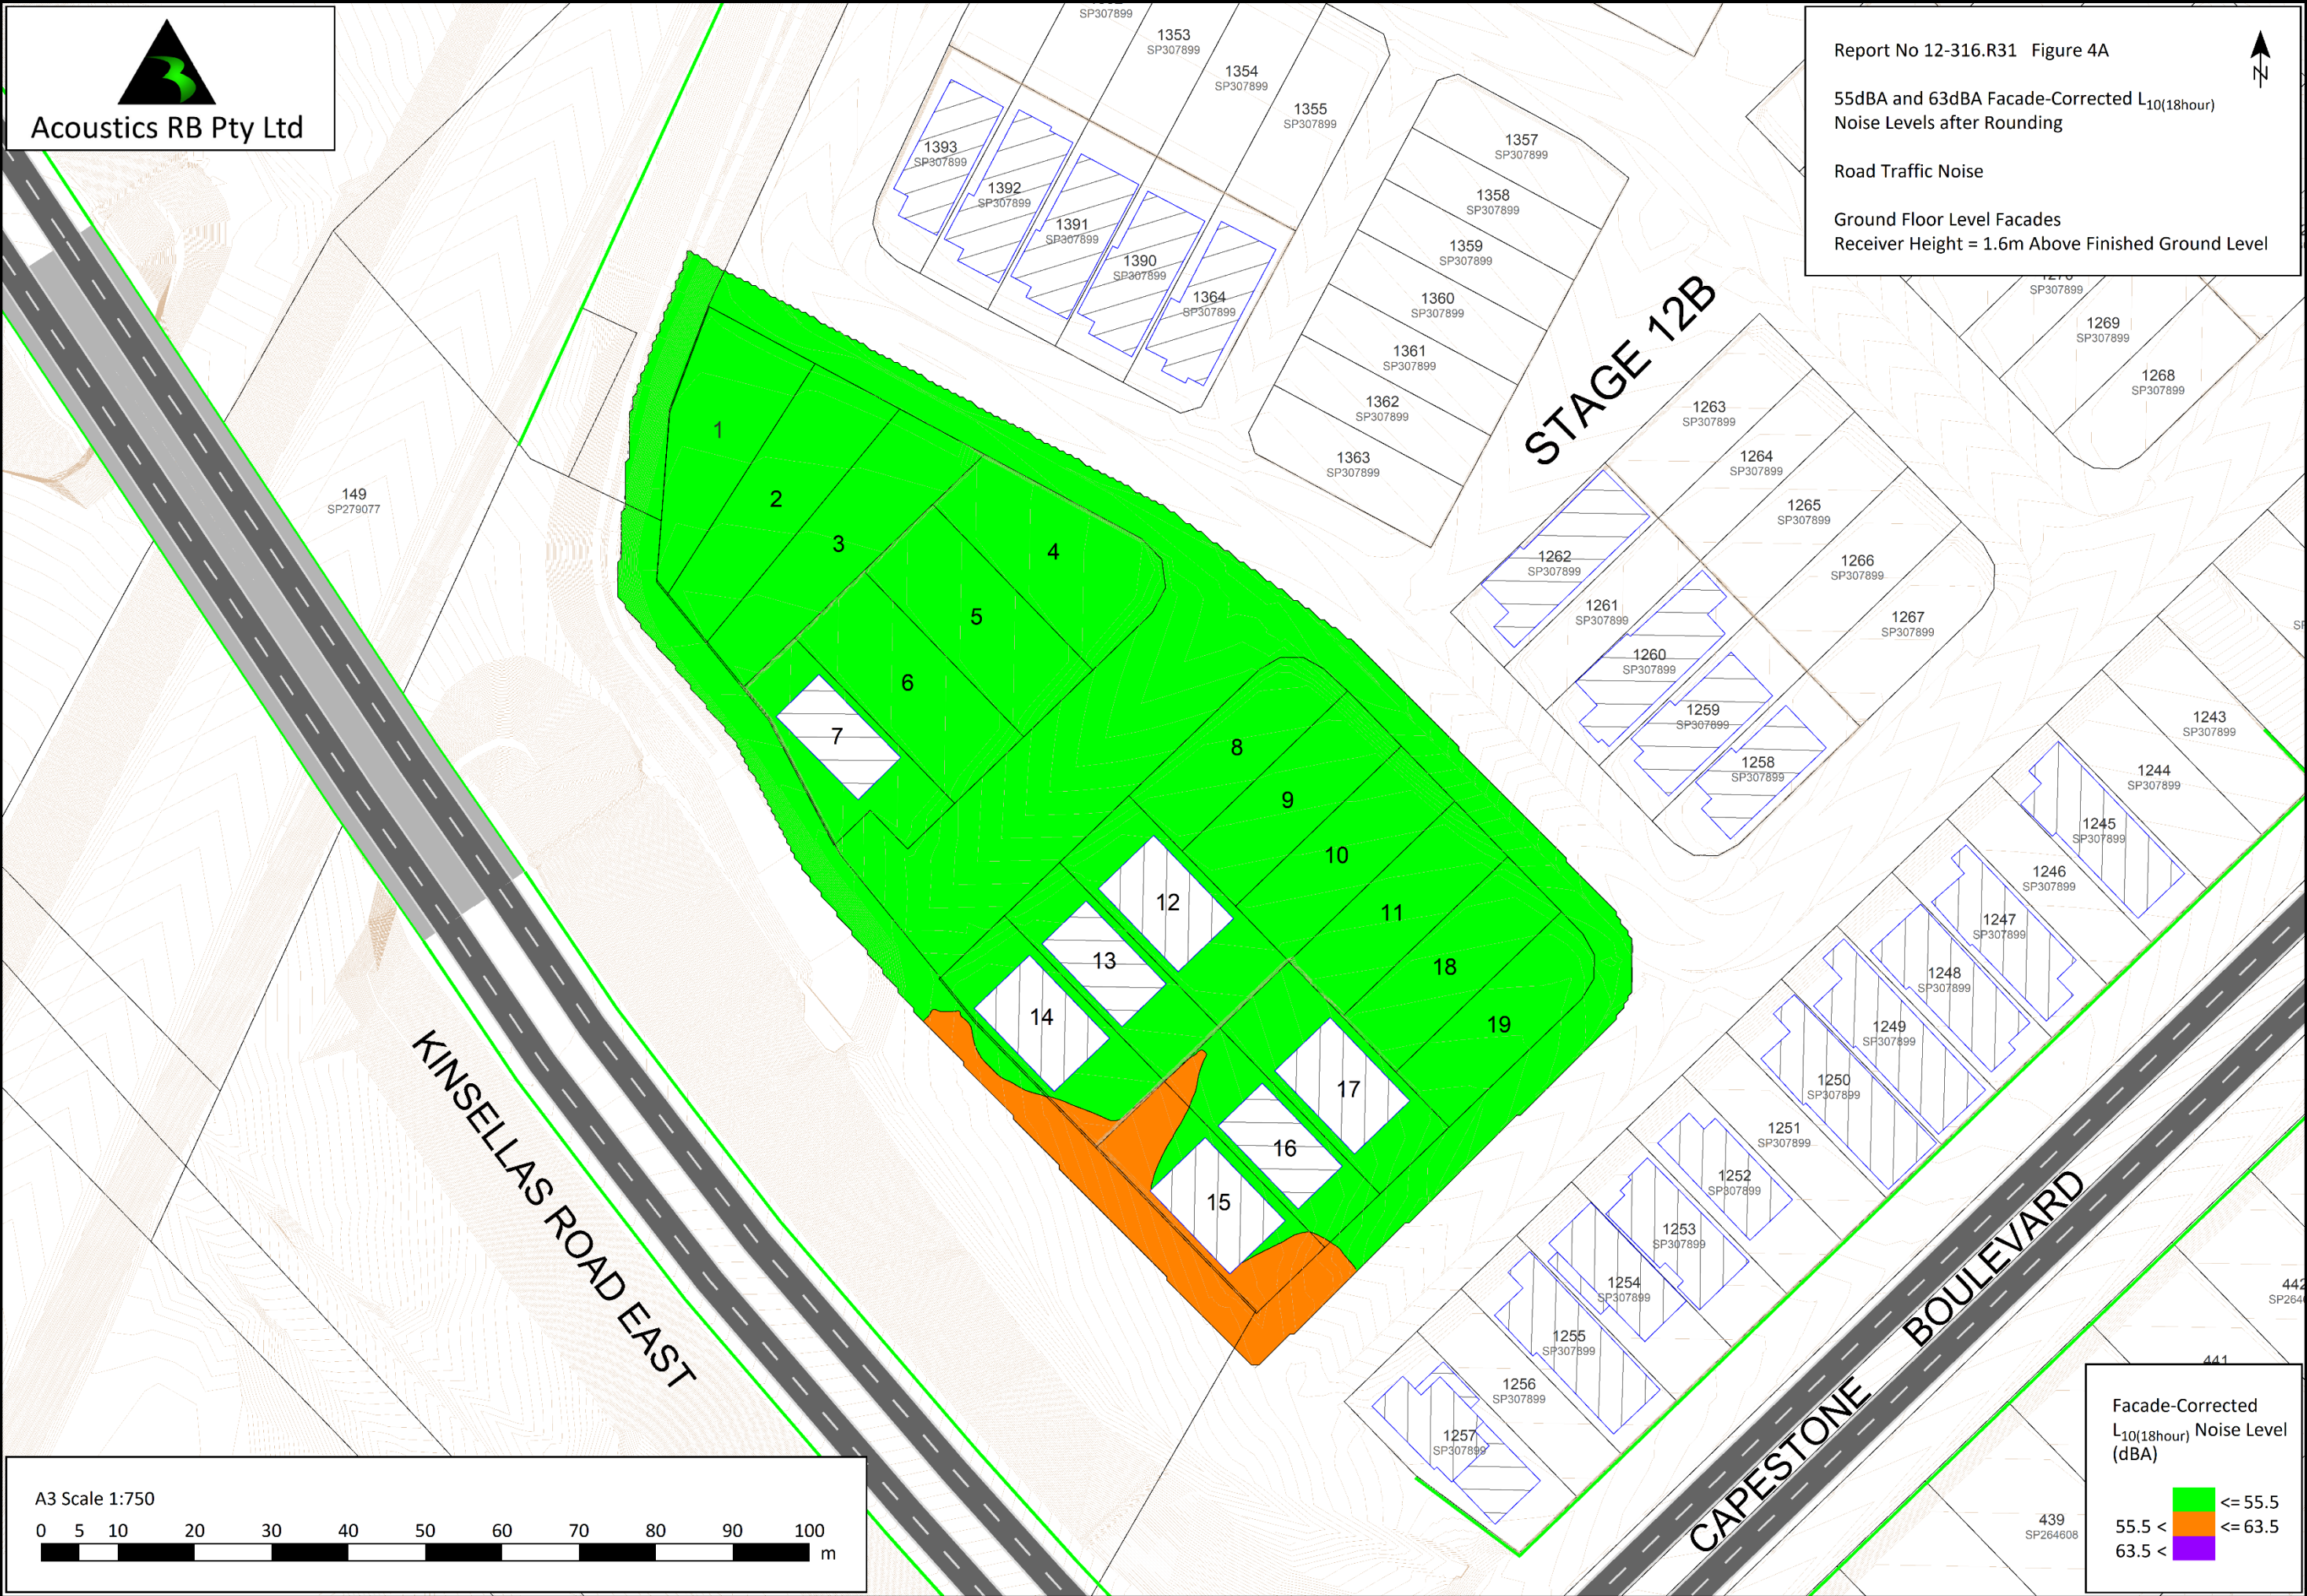 Acoustics RB Pty Ltd
Report No 12-316.R31 Figure 4A
55dBA and 63dBA Facade-Corrected L10(18hour)
Noise Levels after Rounding
Road Traffic Noise
Ground Floor Level Facades
Receiver Height = 1.6m Above Finished Ground Level
N
SP307899
1353
SP307899
1354
SP307899
1355
SP307899
1357
SP307899
1358
SP307899
1359
SP307899
1360
SP307899
1361
SP307899
1362
SP307899
1363
SP307899
1393
SP307899
1392
SP307899
1391
SP307899
1390
SP307899
1364
SP307899
STAGE 12B
SP307899
1269
SP307899
1268
SP307899
1263
SP307899
1264
SP307899
1265
SP307899
1266
SP307899
1267
SP307899
1262
SP307899
1261
SP307899
1260
SP307899
1259
SP307899
1258
SP307899
149
SP279077
1
2
3
4
5
6
7
8
9
10
11
12
13
14
15
16
17
18
19
1243
SP307899
1244
SP307899
1245
SP307899
1246
SP307899
1247
SP307899
1248
SP307899
1249
SP307899
1250
SP307899
1251
SP307899
1252
SP307899
1253
SP307899
1254
SP307899
1255
SP307899
1256
SP307899
1257
SP307899
KINSELLAS ROAD EAST
CAPESTONE BOULEVARD
442
441
439
SP264608
A3 Scale 1:750
0 5 10 20 30 40 50 60 70 80 90 100
m
Facade-Corrected
L10(18hour) Noise Level
(dBA)
<= 55.5
55.5 < <= 63.5
63.5 <